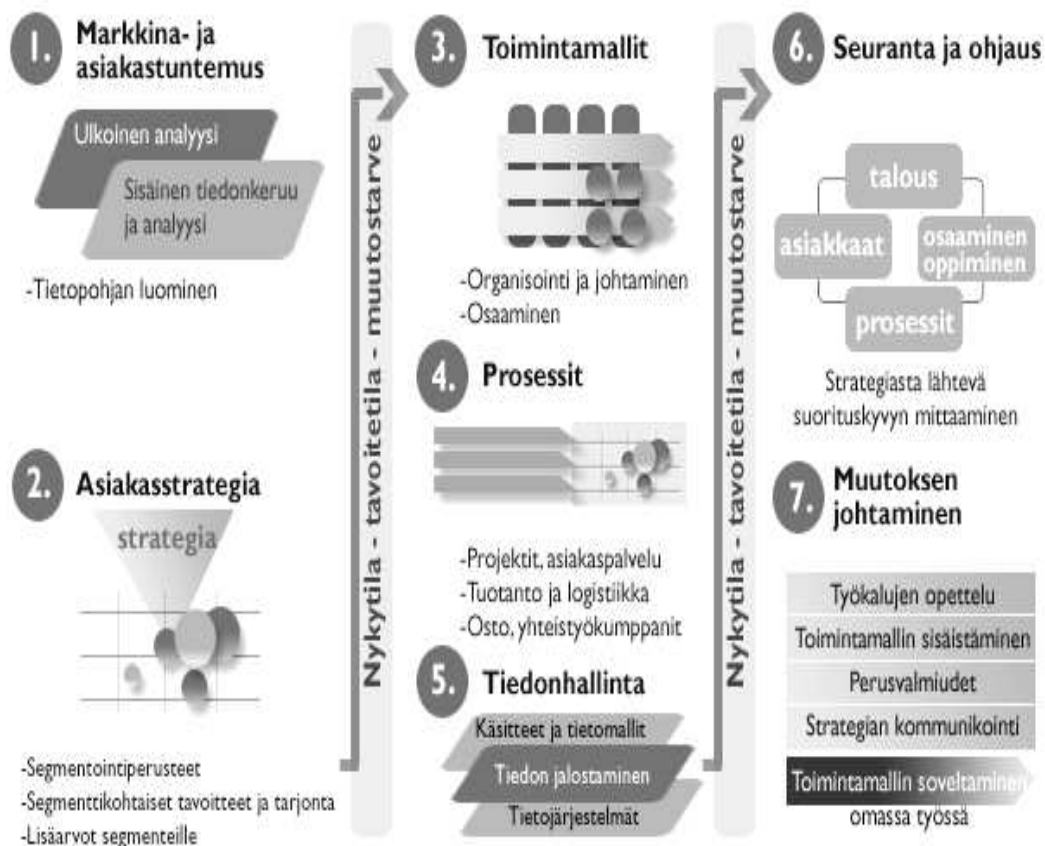 1.
Markkina- ja
asiakastuntemus
Ulkoinen analyysi
Sisäinen tiedonkeruu
ja analyysi
-Tietopohjan luominen
2.
Asiakasstrategia
strategia
-Segmentointiperusteet
-Segmenttikohtaiset tavoitteet ja tarjonta
-Lisäarvot segmenteille
Nykytila - tavoitetila - muutostarve
3.
Toimintamallit
-Organisointi ja johtaminen
-Osaaminen
4.
Prosessit
-Projektit, asiakaspalvelu
-Tuotanto ja logistiikka
-Osto, yhteistyökumppanit
5.
Tiedonhallinta
Käsitteet ja tietomallit
Tiedon jalostaminen
Tietojärjestelmät
Nykytila - tavoitetila - muutostarve
6.
Seuranta ja ohjaus
talous
asiakkaat
osaaminen
oppiminen
prosessit
Strategiasta lähtevä
suorituskyvyn mittaaminen
7.
Muutoksen
johtaminen
Työkalujen opettelu
Toimintamallin sisäistäminen
Perusvalmiudet
Strategian kommunikointi
Toimintamallin soveltaminen
omassa työssä